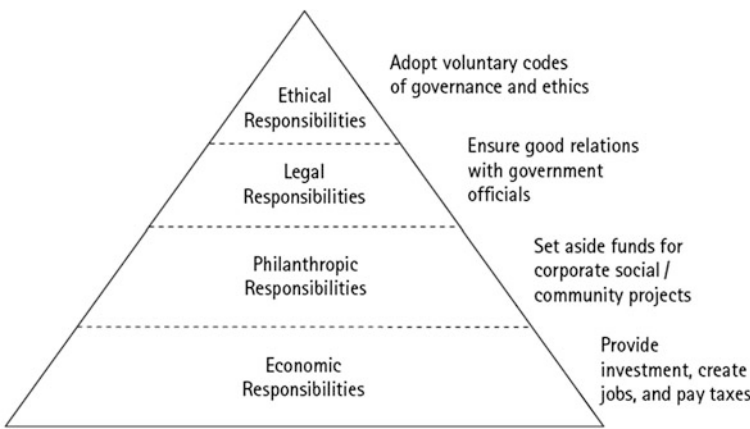 Adopt voluntary codes
of governance and ethics
Ethical
Responsibilities
Ensure good relations
with government
officials
Legal
Responsibilities
Set aside funds for
corporate social /
community projects
Philanthropic
Responsibilities
Provide
investment, create
jobs, and pay taxes
Economic
Responsibilities